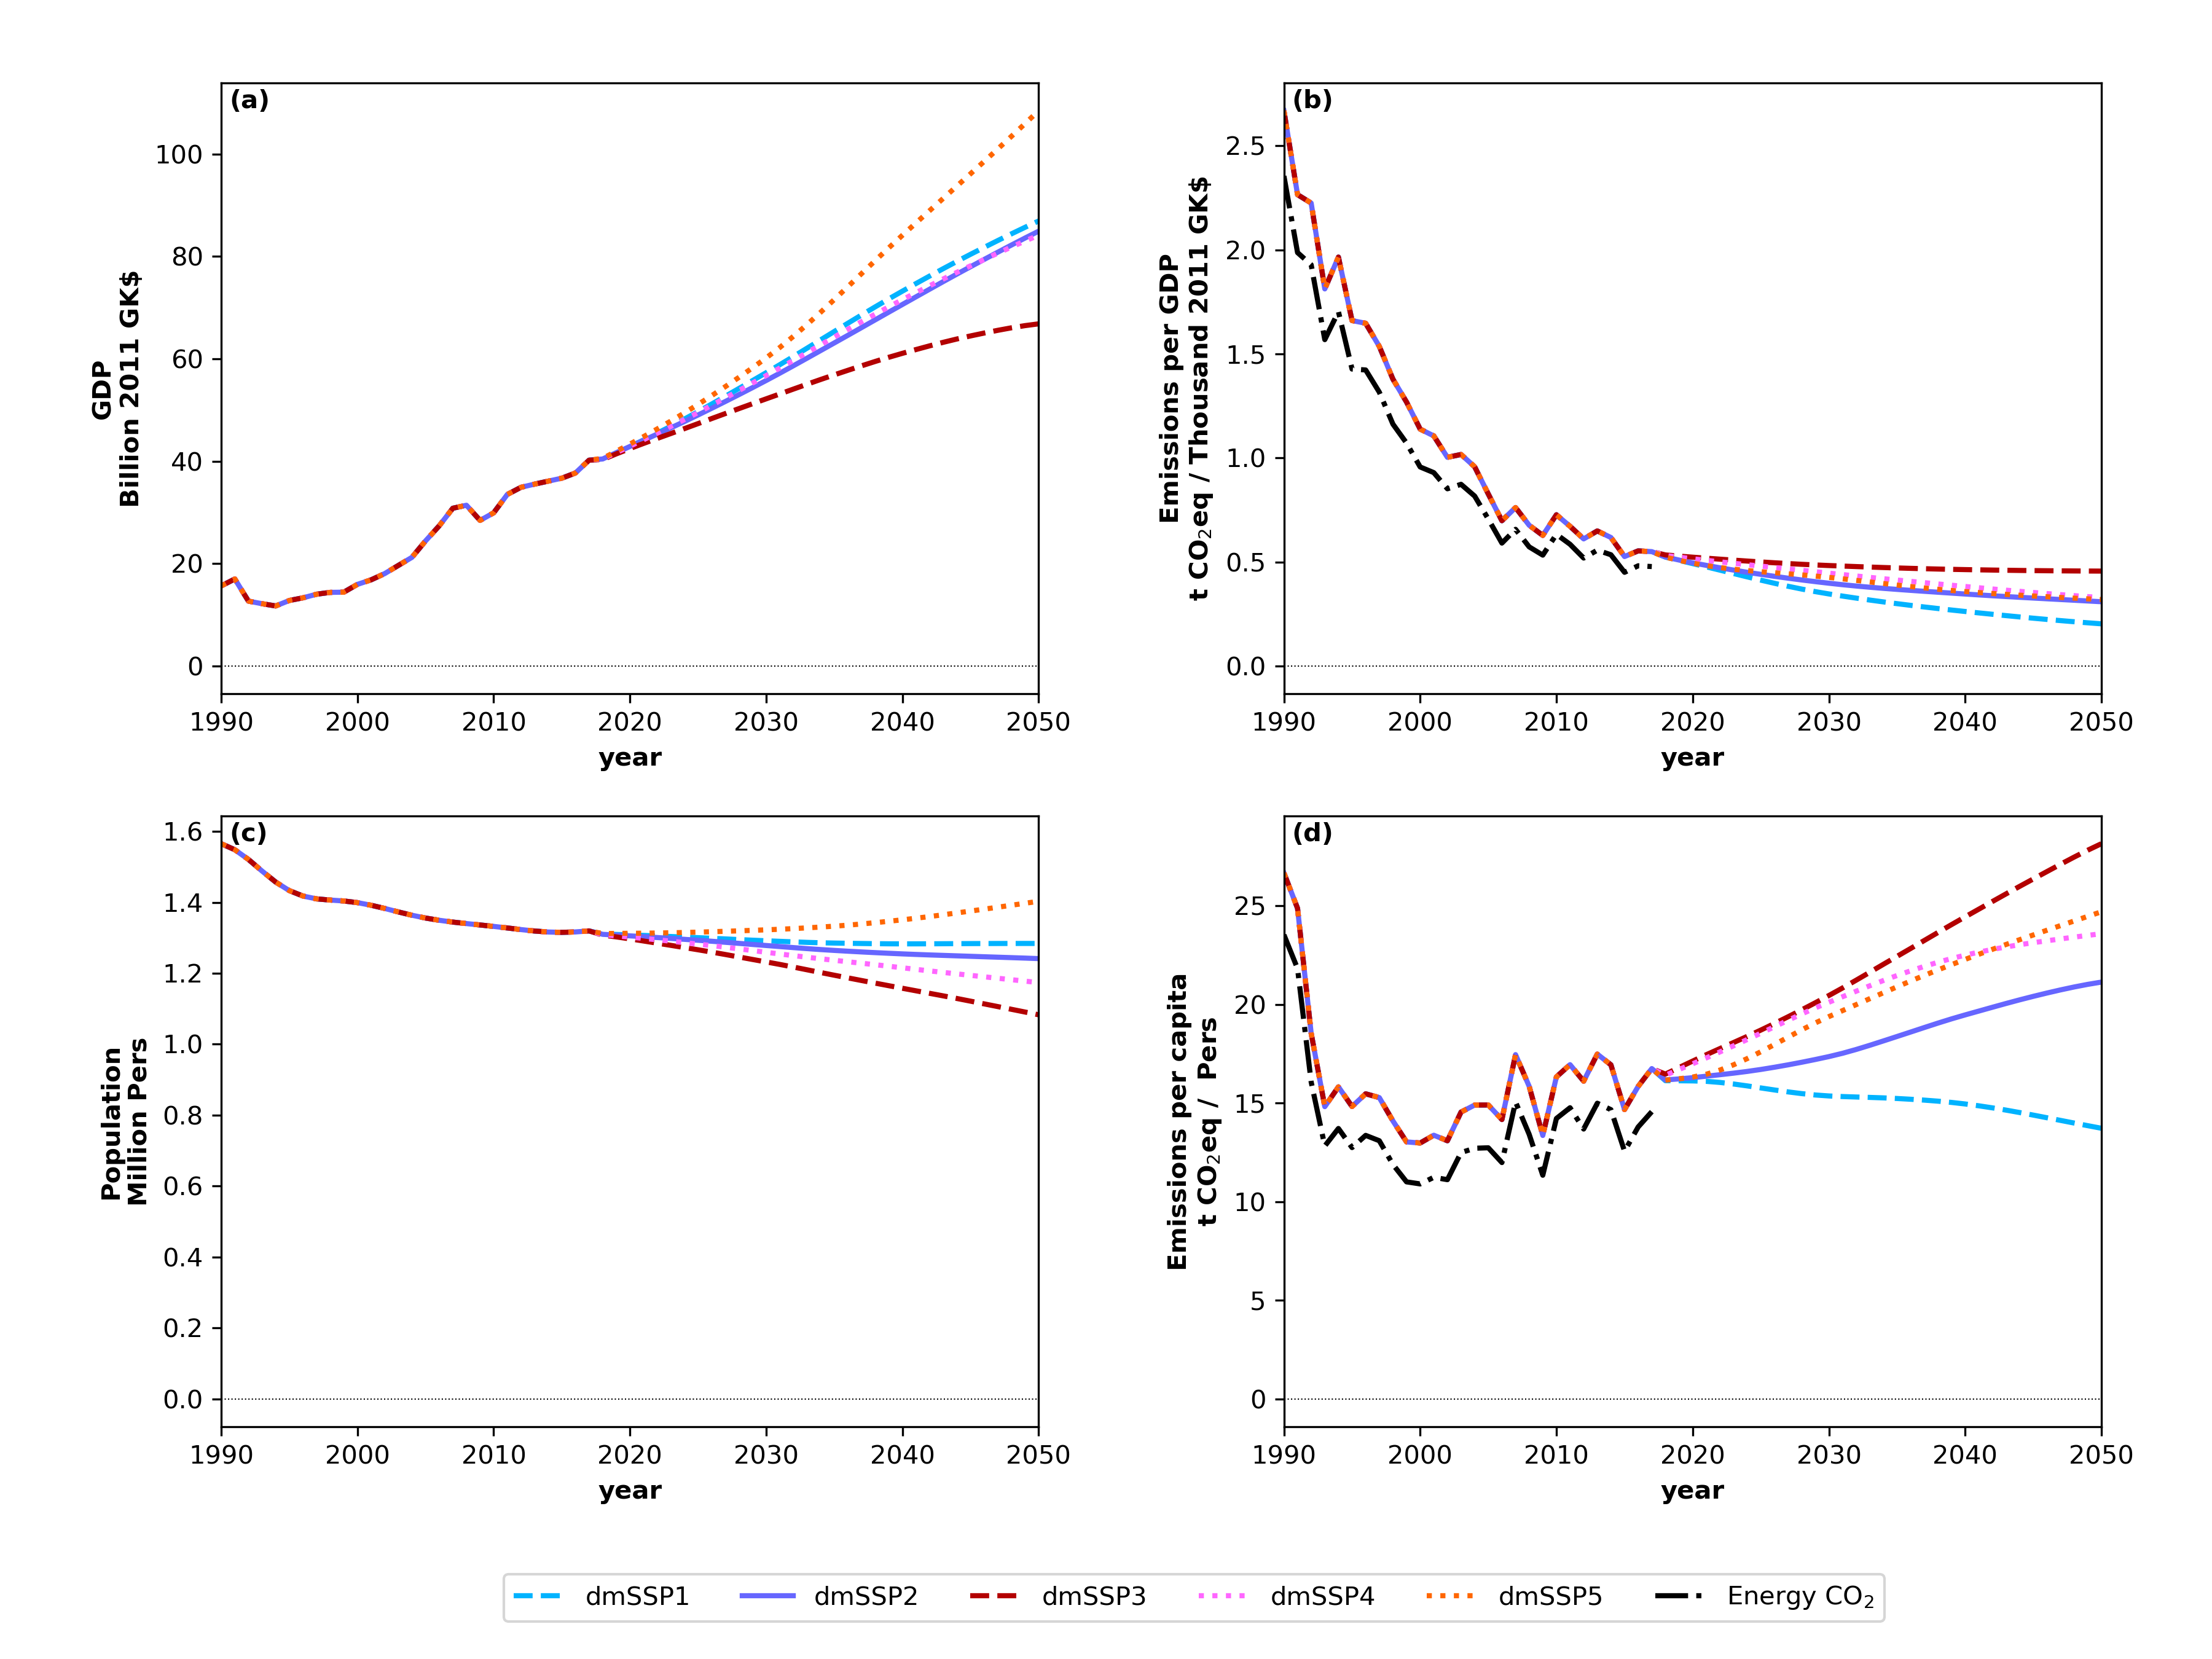 (a)
GDP
Billion 2011 GK$
100
80
60
40
20
0
1990 2000 2010 2020 2030 2040 2050
year
(b)
Emissions per GDP
t CO₂eq / Thousand 2011 GK$
2.5
2.0
1.5
1.0
0.5
0.0
1990 2000 2010 2020 2030 2040 2050
year
(c)
Population
Million Pers
1.6
1.4
1.2
1.0
0.8
0.6
0.4
0.2
0.0
1990 2000 2010 2020 2030 2040 2050
year
(d)
Emissions per capita
t CO₂eq / Pers
25
20
15
10
5
0
1990 2000 2010 2020 2030 2040 2050
year
dmSSP1 dmSSP2 dmSSP3 dmSSP4 dmSSP5 Energy CO₂